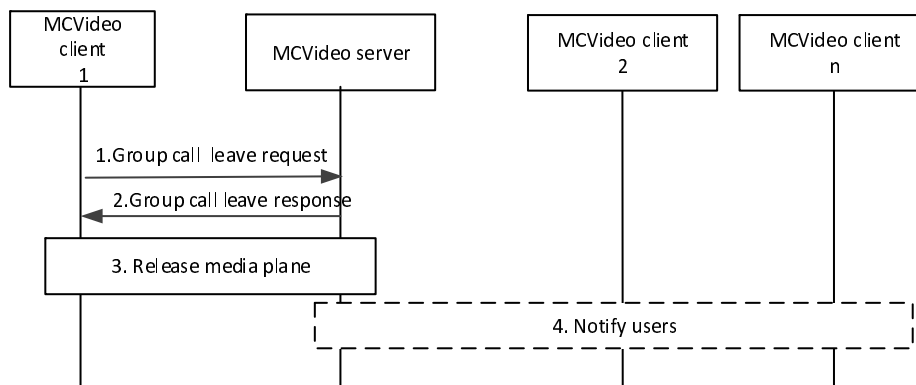 MCVideo
client
1
MCVideo server
MCVideo client
2
MCVideo client
n
1.Group call leave request
2.Group call leave response
3. Release media plane
4. Notify users